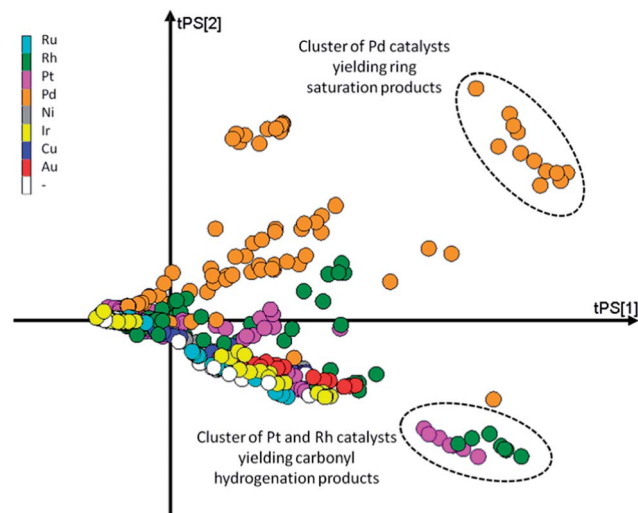 tPS[2]
Ru
Rh
Pt
Pd
Ni
Ir
Cu
Au
-
Cluster of Pd catalysts
yielding ring
saturation products
tPS[1]
Cluster of Pt and Rh catalysts
yielding carbonyl
hydrogenation products